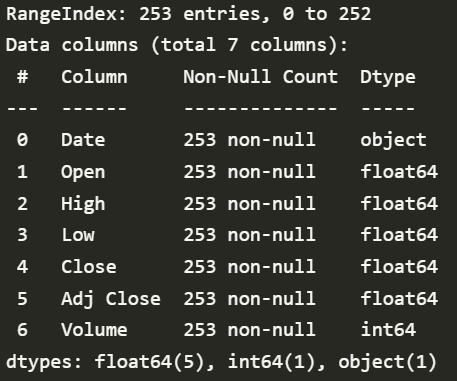 RangeIndex: 253 entries, 0 to 252
Data columns (total 7 columns):
 #   Column     Non-Null Count  Dtype
---  ------     --------------  -----
 0   Date       253 non-null    object
 1   Open       253 non-null    float64
 2   High       253 non-null    float64
 3   Low        253 non-null    float64
 4   Close      253 non-null    float64
 5   Adj Close  253 non-null    float64
 6   Volume     253 non-null    int64
dtypes: float64(5), int64(1), object(1)